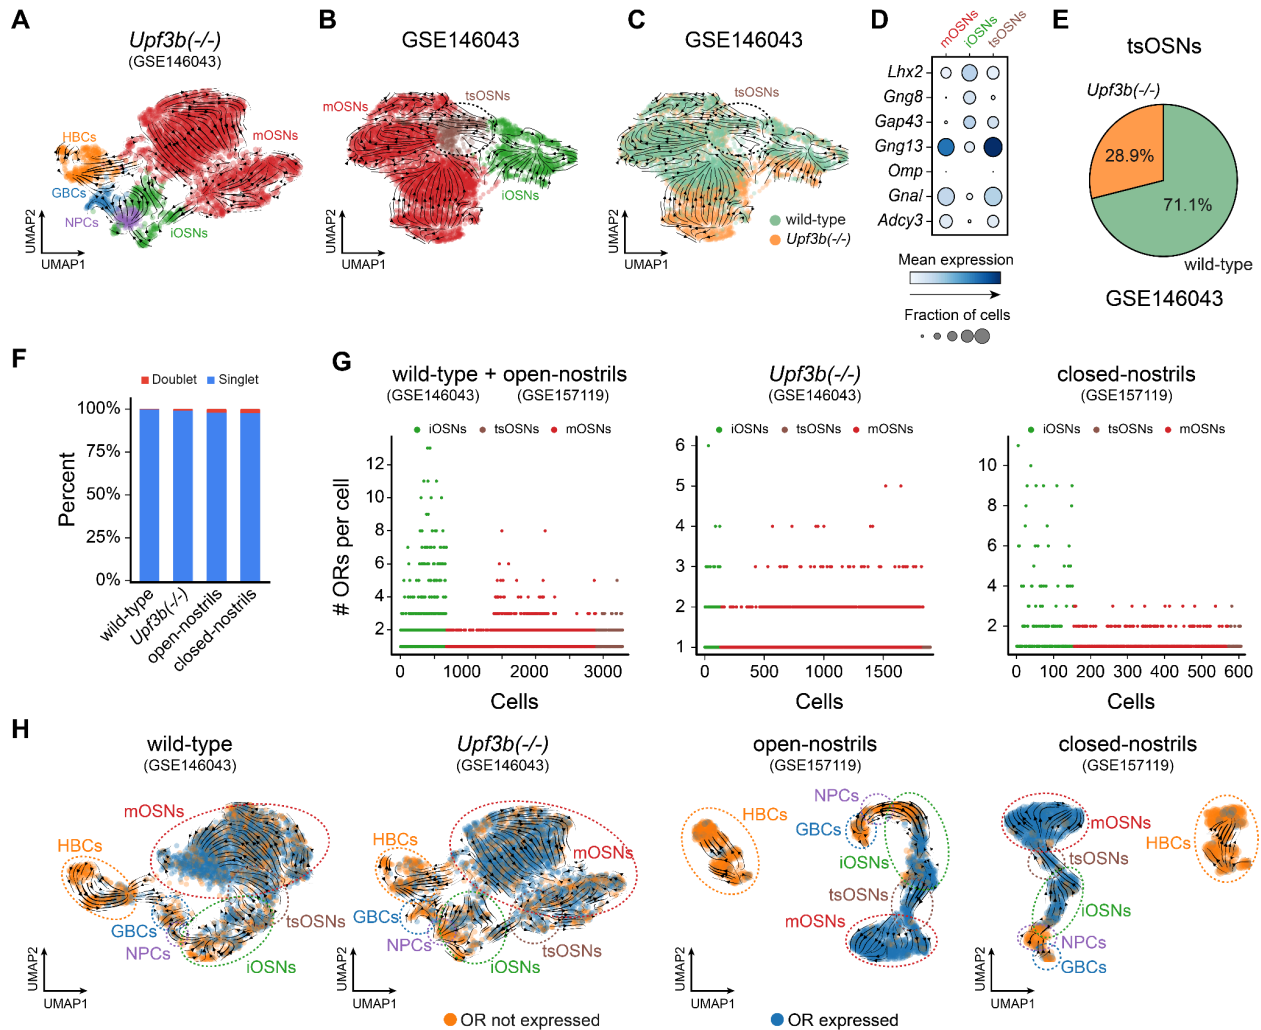 A
Upf3b(-/-)
(GSE146043)
HBCs
mOSNs
GBCs
NPCs
iOSNs
UMAP2
UMAP1
B
GSE146043
mOSNs
tsOSNs
iOSNs
UMAP2
UMAP1
C
GSE146043
tsOSNs
wild-type
Upf3b(-/-)
UMAP2
UMAP1
D
mOSNs
iOSNs
tsOSNs
Lhx2
Gng8
Gap43
Gng13
Omp
Gnal
Adcy3
Mean expression
Fraction of cells
E
tsOSNs
Upf3b(-/-)
28.9%
71.1%
wild-type
GSE146043
F
Doublet Singlet
Percent
100%
75%
50%
25%
0%
wild-type
Upf3b(-/-)
open-nostrils
closed-nostrils
G
wild-type + open-nostrils
(GSE146043) (GSE157119)
iOSNs tsOSNs mOSNs
# ORs per cell
12
10
8
6
4
2
0 1000 2000 3000
Cells
Upf3b(-/-)
(GSE146043)
iOSNs tsOSNs mOSNs
6
5
4
3
2
1
0 500 1000 1500
Cells
closed-nostrils
(GSE157119)
iOSNs tsOSNs mOSNs
10
8
6
4
2
0 100 200 300 400 500 600
Cells
H
wild-type
(GSE146043)
mOSNs
HBCs
GBCs
NPCs
tsOSNs
iOSNs
UMAP2
UMAP1
Upf3b(-/-)
(GSE146043)
HBCs
mOSNs
GBCs
NPCs
tsOSNs
iOSNs
UMAP2
UMAP1
open-nostrils
(GSE157119)
NPCs
HBCs
GBCs
iOSNs
tsOSNs
mOSNs
UMAP2
UMAP1
closed-nostrils
(GSE157119)
mOSNs
HBCs
tsOSNs
iOSNs
NPCs
GBCs
UMAP2
UMAP1
OR not expressed
OR expressed